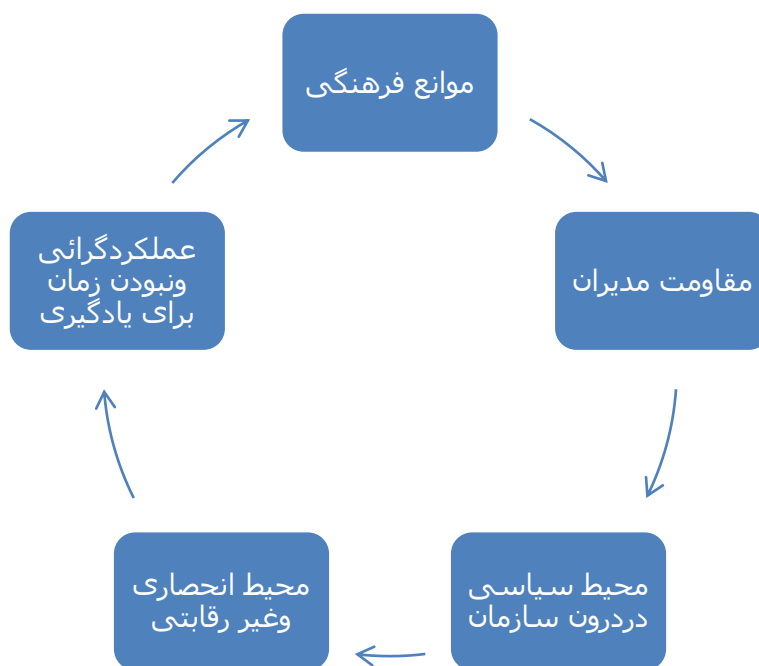 موانع فرهنگی
مقاومت مدیران
محیط سیاسی
دردرون سازمان
محیط انحصاری
وغیر رقابتی
عملکردگرائی
ونبودن زمان
برای یادگیری